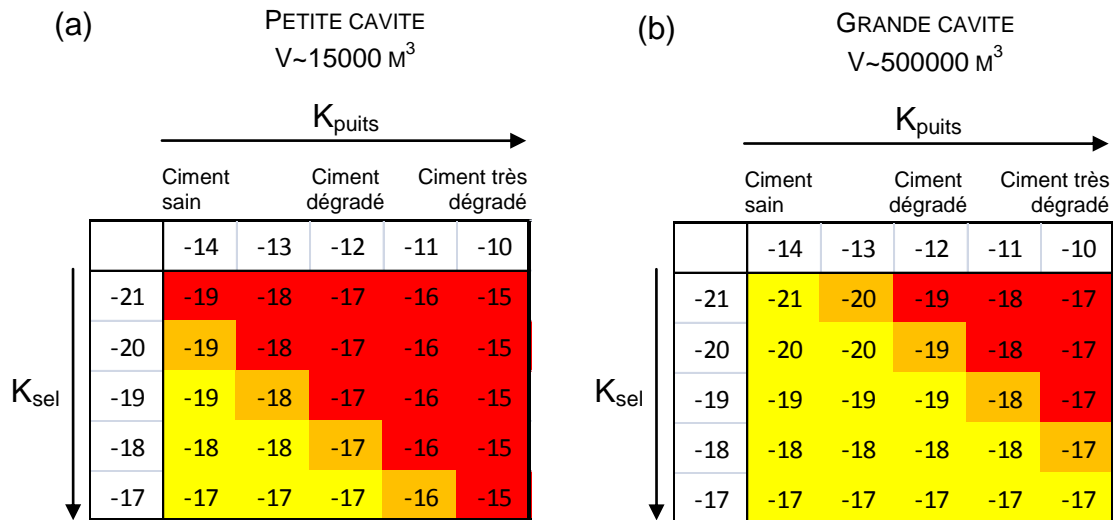 (a)
PETITE CAVITE
V~15000 M³
K_puits
Ciment sain
Ciment dégradé
Ciment très dégradé
-14 -13 -12 -11 -10
K_sel
-21 -19 -18 -17 -16 -15
-20 -19 -18 -17 -16 -15
-19 -19 -18 -17 -16 -15
-18 -18 -18 -17 -16 -15
-17 -17 -17 -17 -16 -15
(b)
GRANDE CAVITE
V~500000 M³
K_puits
Ciment sain
Ciment dégradé
Ciment très dégradé
-14 -13 -12 -11 -10
K_sel
-21 -21 -20 -19 -18 -17
-20 -20 -20 -19 -18 -17
-19 -19 -19 -19 -18 -17
-18 -18 -18 -18 -18 -17
-17 -17 -17 -17 -17 -17